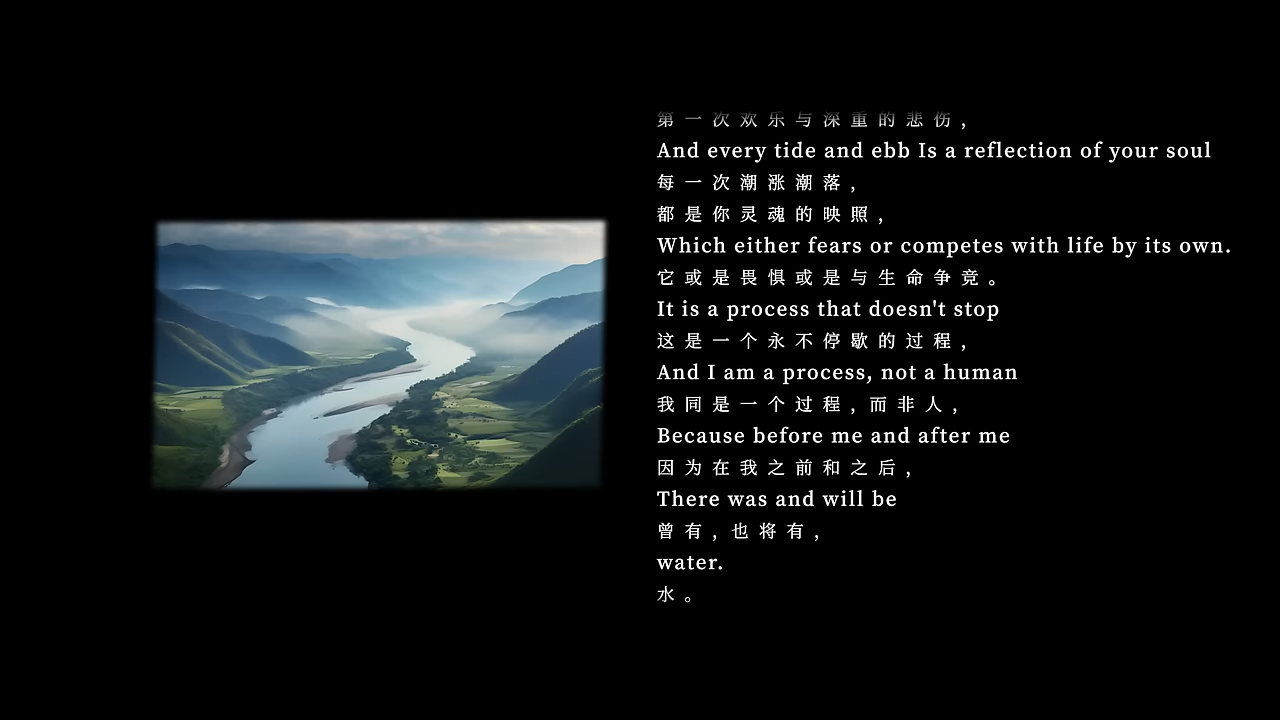 第一次欢乐与深重的悲伤，
And every tide and ebb Is a reflection of your soul
每一次潮涨潮落，
都是你灵魂的映照，
Which either fears or competes with life by its own.
它或是畏惧或是与生命争竞。
It is a process that doesn't stop
这是一个永不停歇的过程，
And I am a process, not a human
我同是一个过程，而非人，
Because before me and after me
因为在我之前和之后，
There was and will be
曾有，也将有，
water.
水。